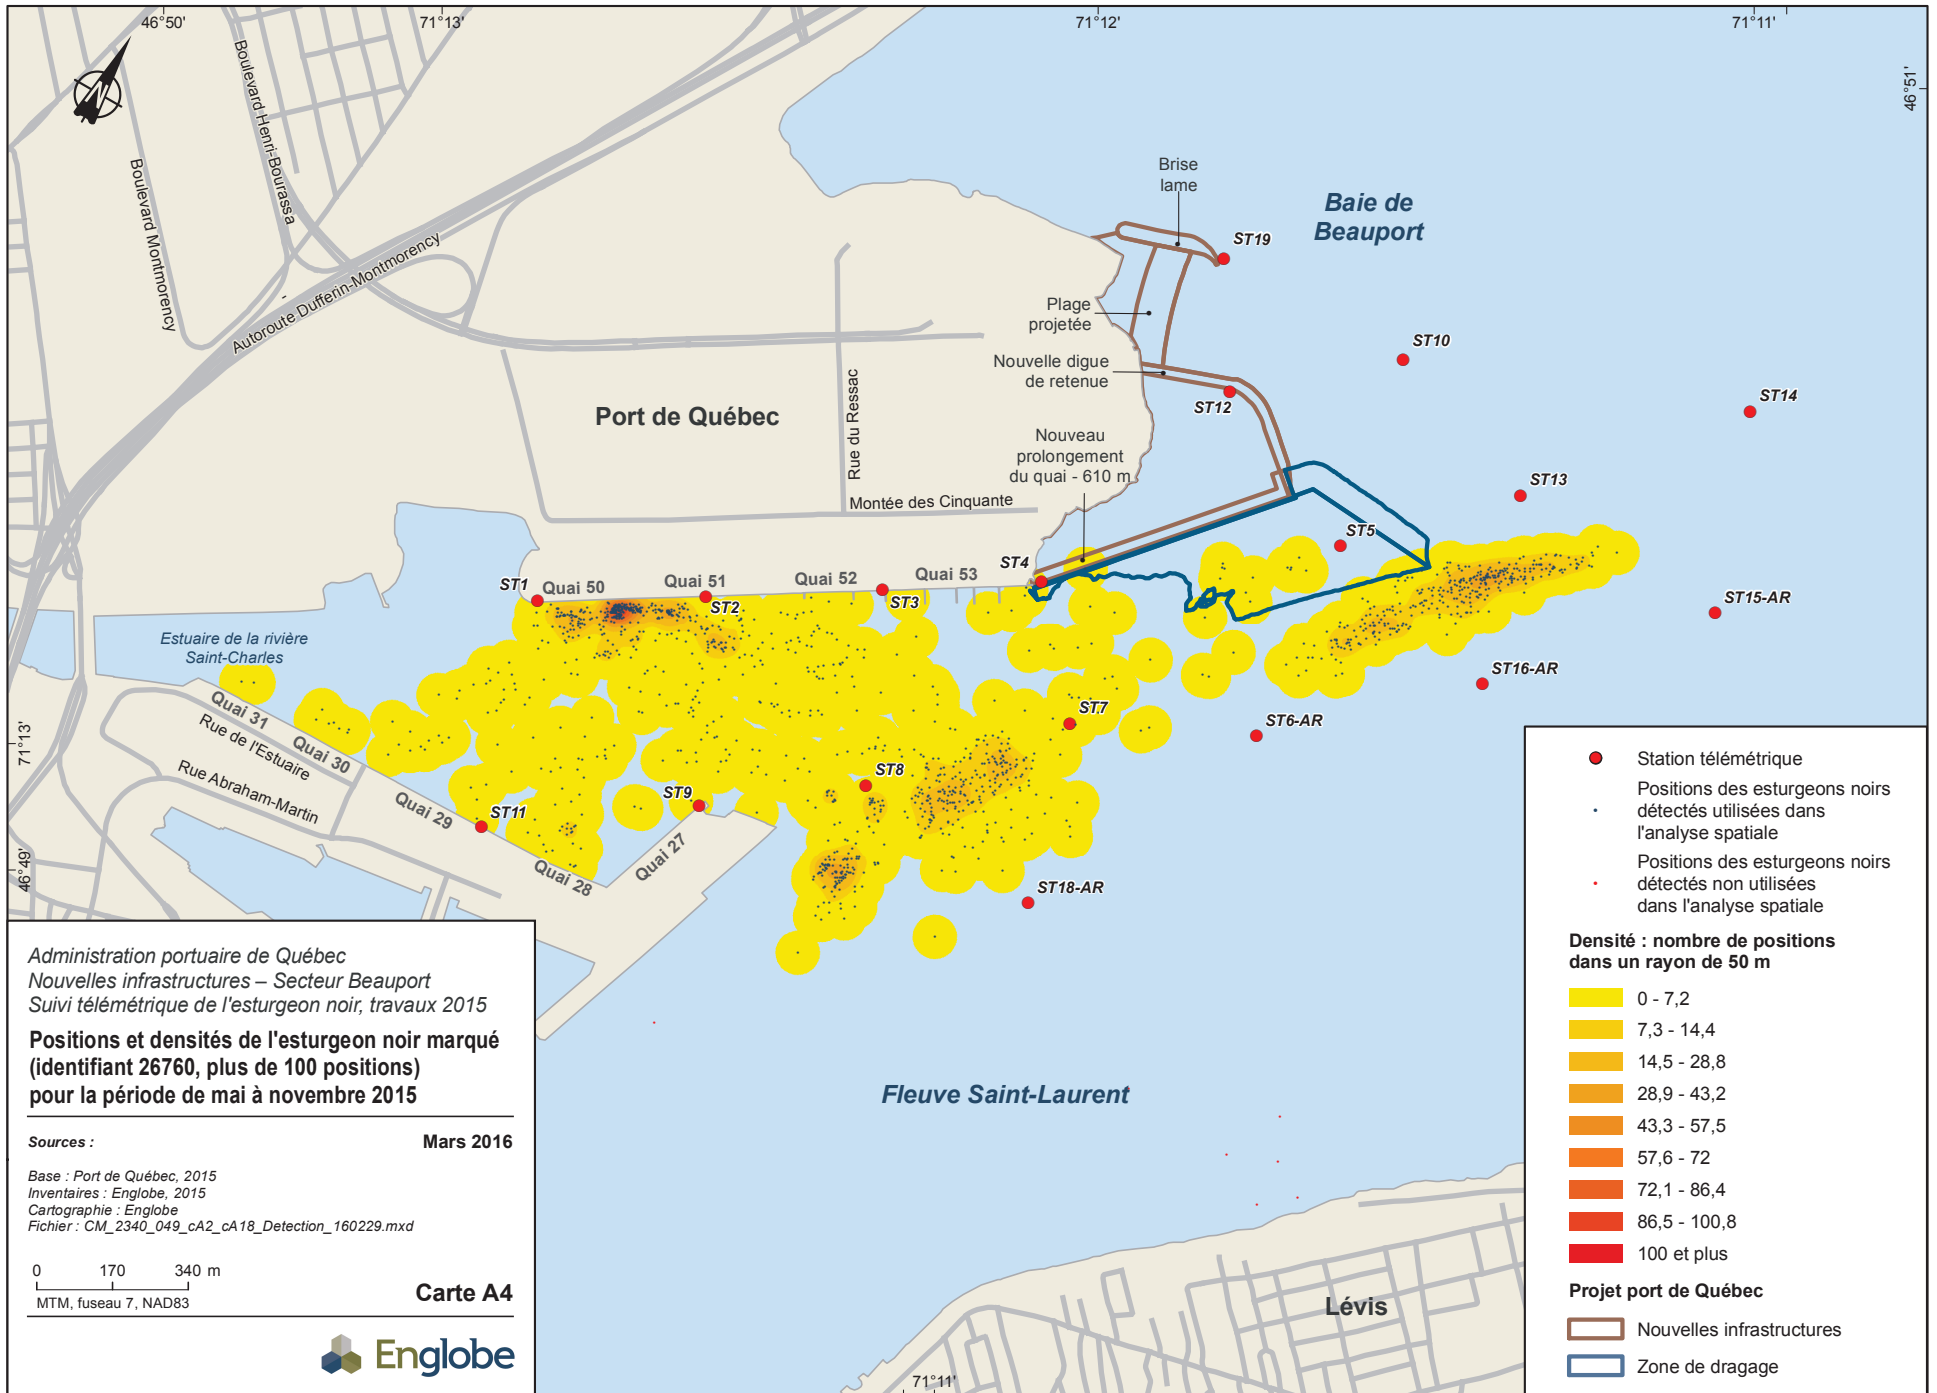 46°50'
71°13'
71°12'
71°11'
46°51'
Boulevard Henri-Bourassa
Boulevard Montmorency
Autoroute Dufferin-Montmorency
Brise
lame
Baie de
Beauport
ST19
Plage
projetée
ST10
Nouvelle digue
de retenue
ST12
ST14
Port de Québec
Rue du Ressac
Nouveau
prolongement
du quai - 610 m
Montée des Cinquante
ST13
ST5
ST4
ST1
Quai 50
Quai 51
Quai 52
Quai 53
ST2
ST3
ST15-AR
Estuaire de la rivière
Saint-Charles
ST16-AR
Quai 31
Rue de l'Estuaire
Quai 30
Rue Abraham-Martin
Quai 29
ST7
ST6-AR
71°13'
46°49'
ST8
ST9
ST11
Quai 27
Quai 28
ST18-AR
Fleuve Saint-Laurent
Lévis
71°11'
Administration portuaire de Québec
Nouvelles infrastructures – Secteur Beauport
Suivi télémétrique de l'esturgeon noir, travaux 2015
Positions et densités de l'esturgeon noir marqué
(identifiant 26760, plus de 100 positions)
pour la période de mai à novembre 2015
Sources :
Mars 2016
Base : Port de Québec, 2015
Inventaires : Englobe, 2015
Cartographie : Englobe
Fichier : CM_2340_049_cA2_cA18_Detection_160229.mxd
0 170 340 m
MTM, fuseau 7, NAD83
Carte A4
Englobe
Station télémétrique
Positions des esturgeons noirs
détectés utilisées dans
l'analyse spatiale
Positions des esturgeons noirs
détectés non utilisées
dans l'analyse spatiale
Densité : nombre de positions
dans un rayon de 50 m
0 - 7,2
7,3 - 14,4
14,5 - 28,8
28,9 - 43,2
43,3 - 57,5
57,6 - 72
72,1 - 86,4
86,5 - 100,8
100 et plus
Projet port de Québec
Nouvelles infrastructures
Zone de dragage